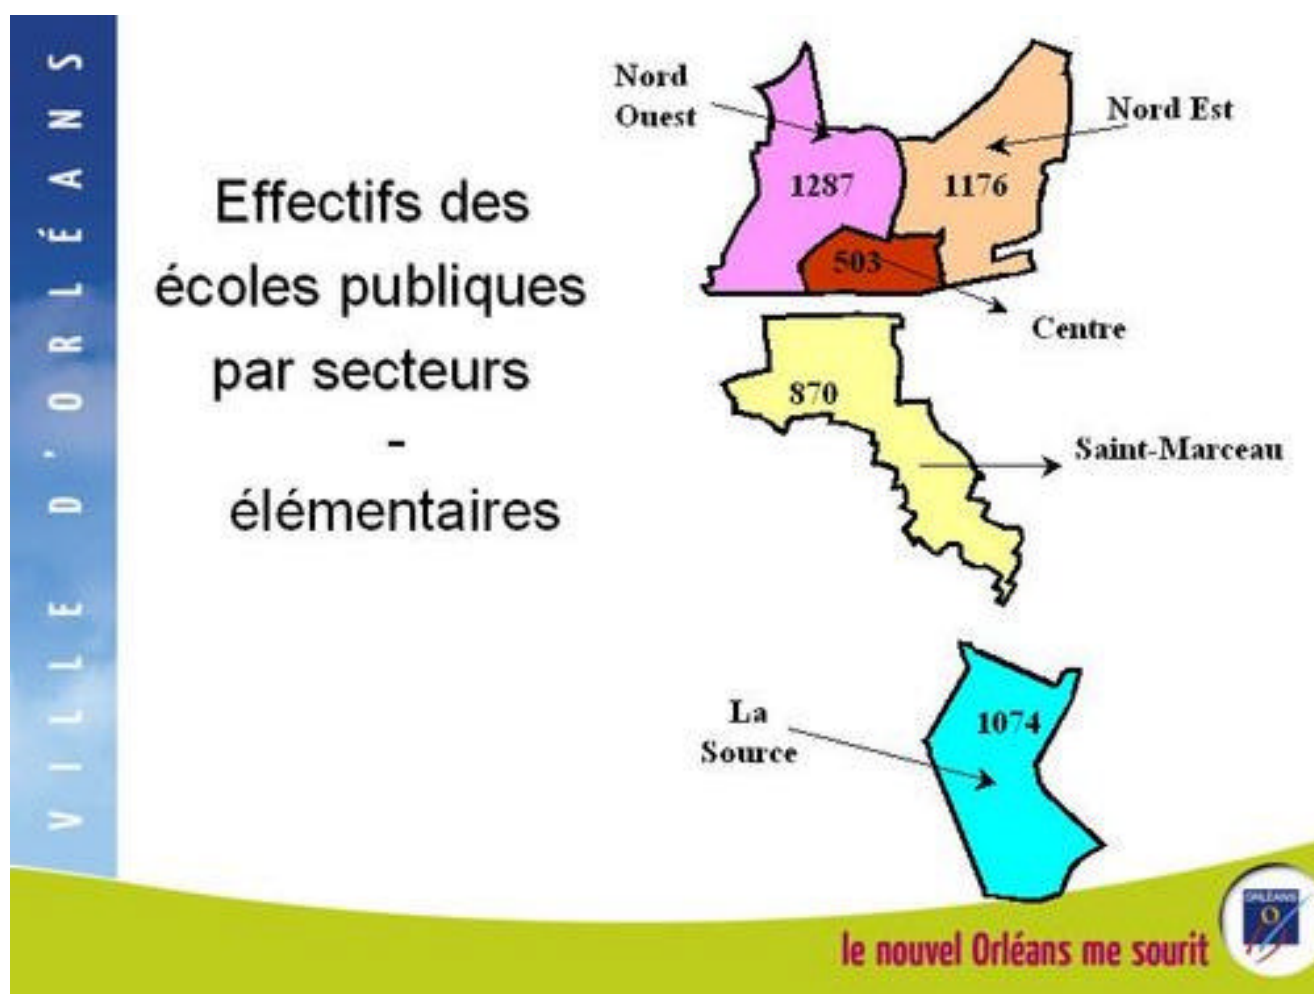 VILLE D'ORLÉANS
Effectifs des
écoles publiques
par secteurs
-
élémentaires
Nord
Ouest
Nord Est
1287
1176
503
Centre
870
Saint-Marceau
La
Source
1074
le nouvel Orléans me sourit
ORLÉANS